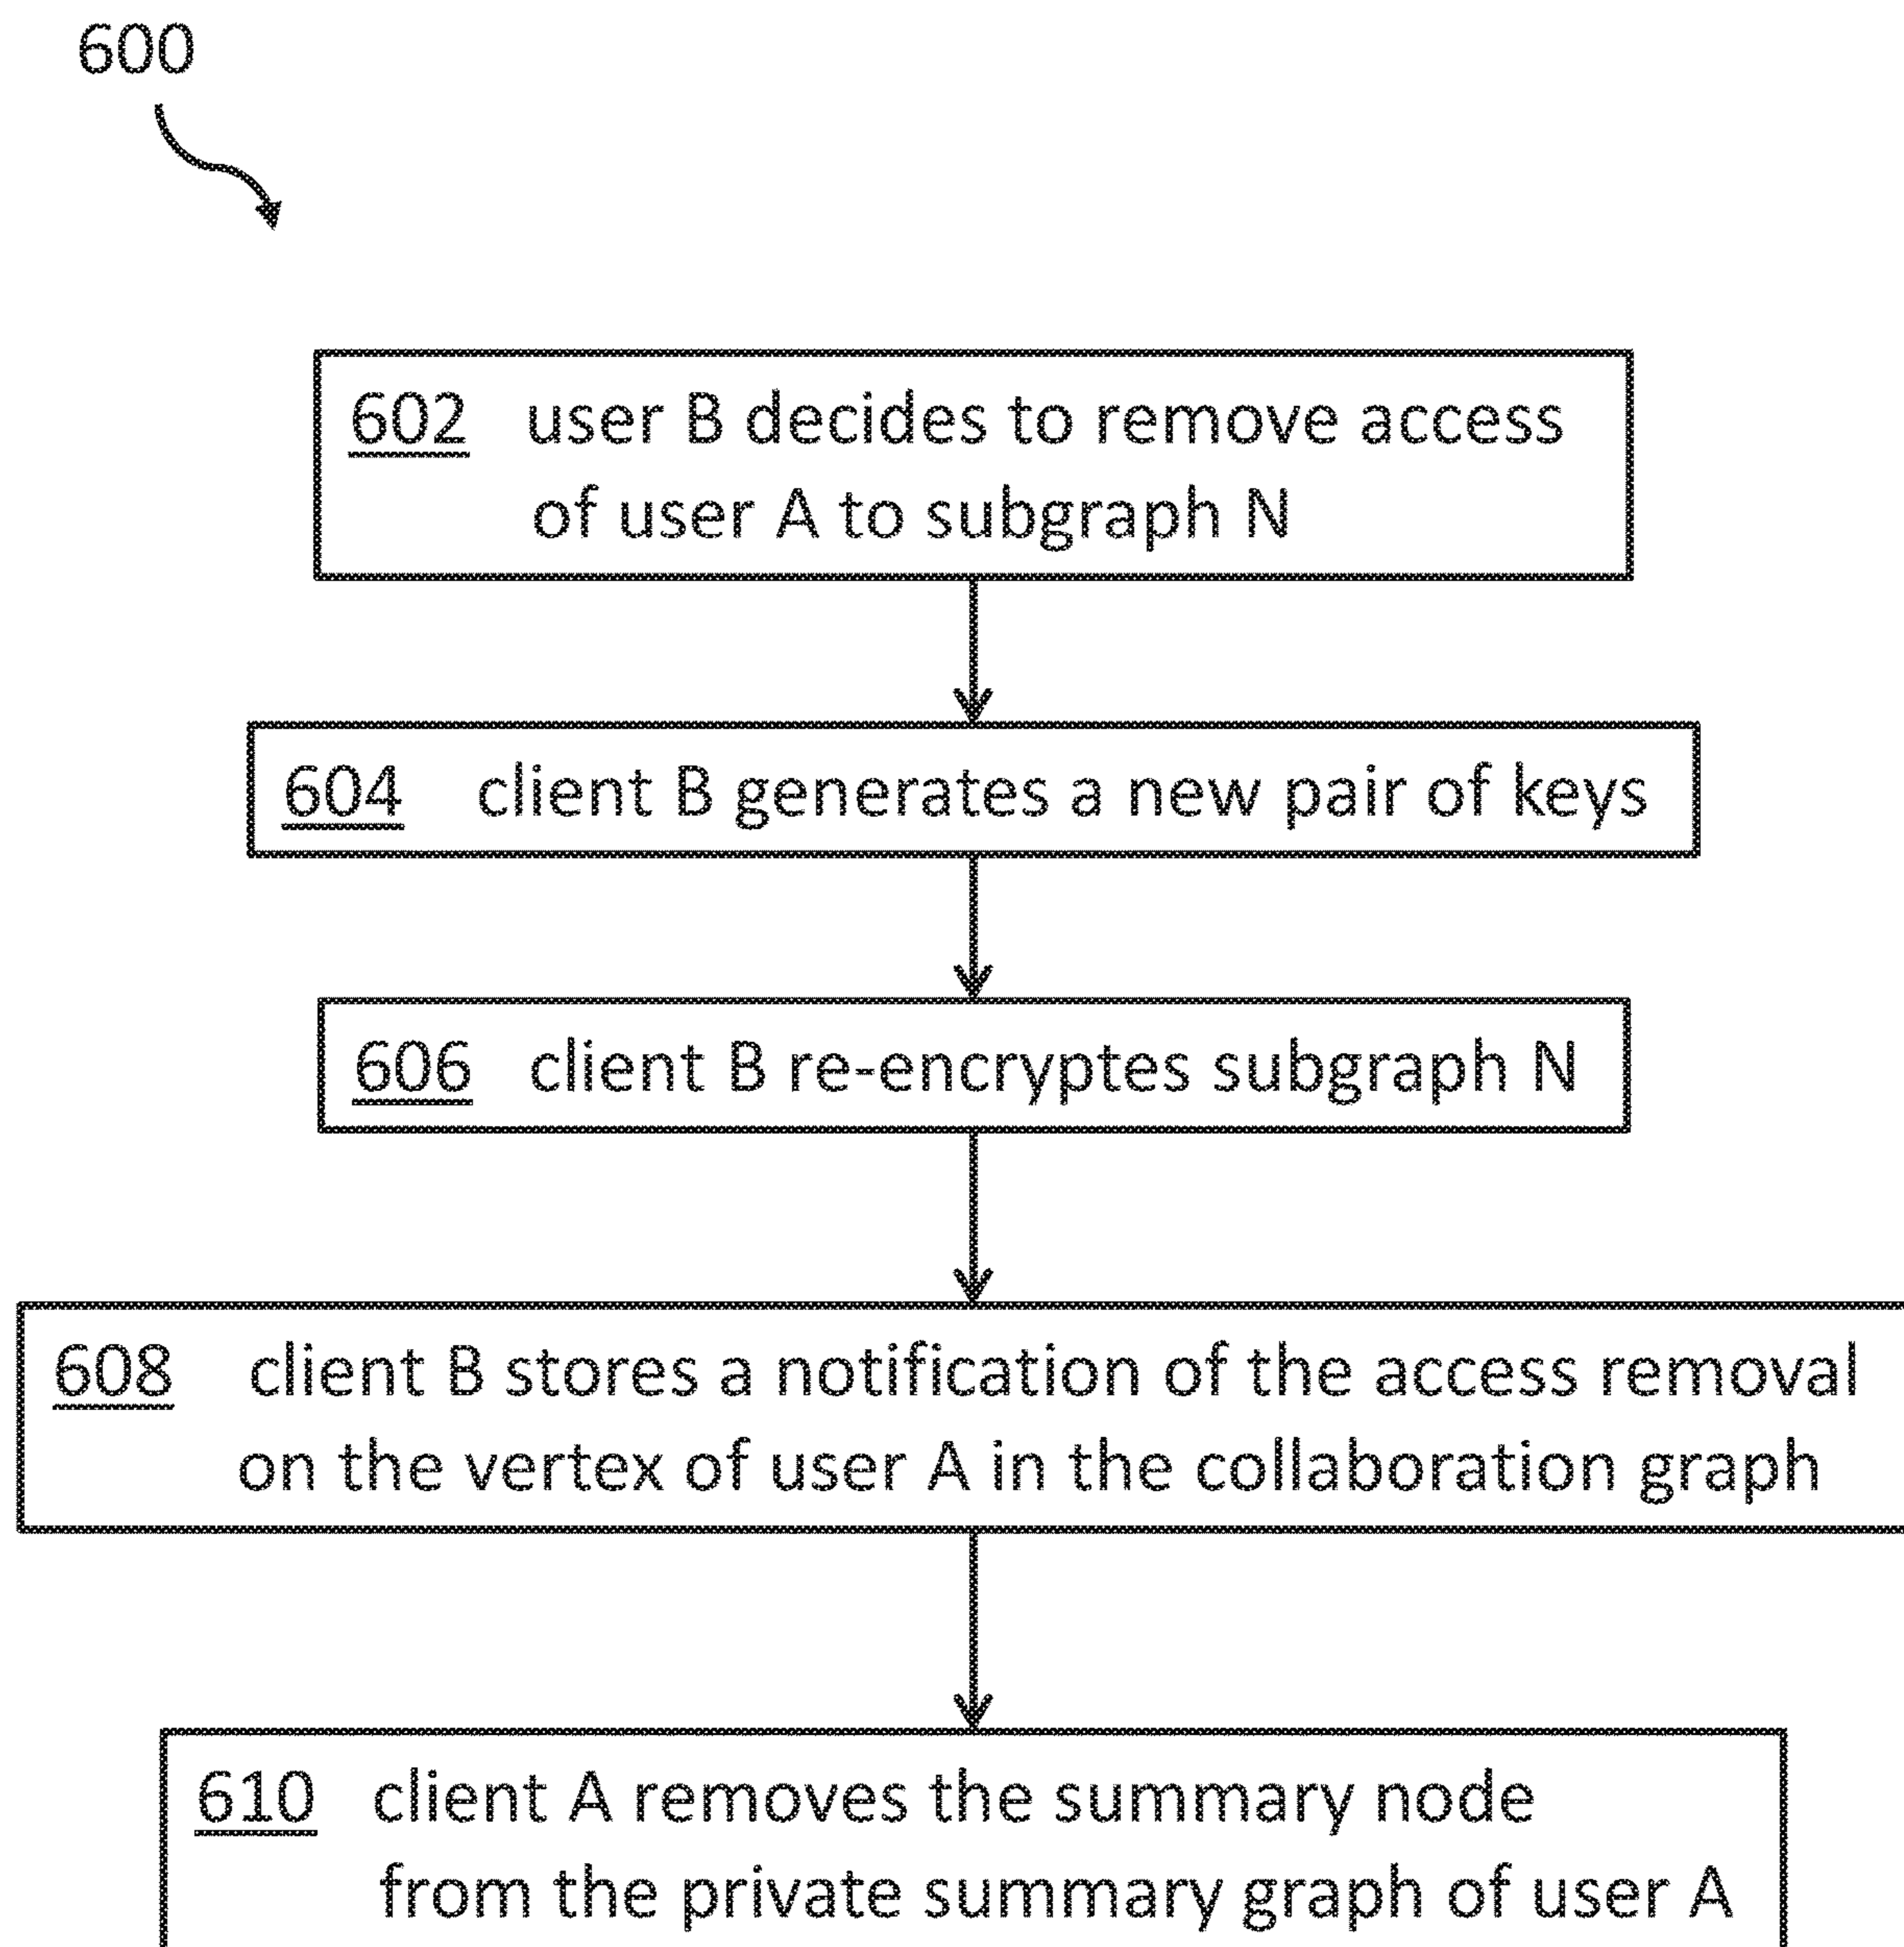 600
602 user B decides to remove access
of user A to subgraph N
604 client B generates a new pair of keys
606 client B re-encryptes subgraph N
608 client B stores a notification of the access removal
on the vertex of user A in the collaboration graph
610 client A removes the summary node
from the private summary graph of user A